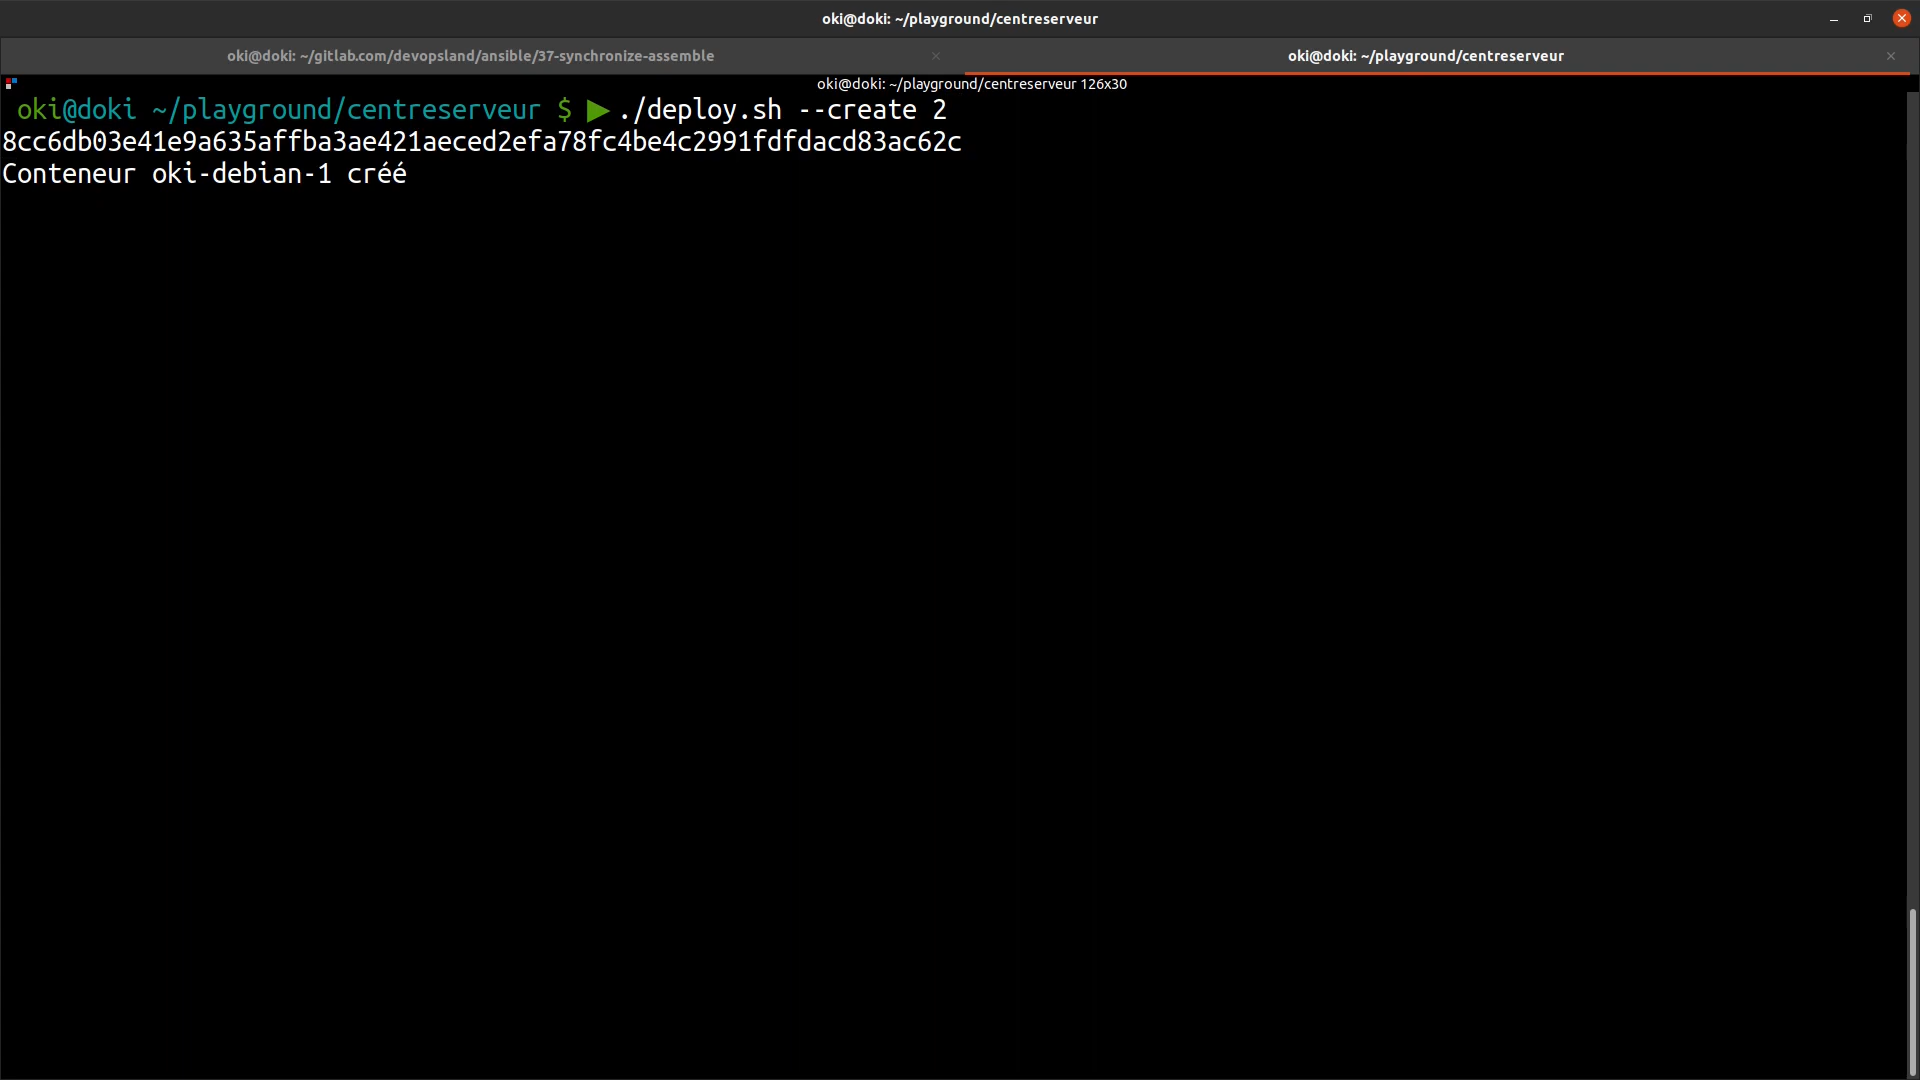 oki@doki: ~/playground/centreserveur
oki@doki: ~/gitlab.com/devopsland/ansible/37-synchronize-assemble
oki@doki: ~/playground/centreserveur
oki@doki: ~/playground/centreserveur 126x30
oki@doki ~/playground/centreserveur $ ▶./deploy.sh --create 2
8cc6db03e41e9a635affba3ae421aeced2efa78fc4be4c2991fdfdacd83ac62c
Conteneur oki-debian-1 créé